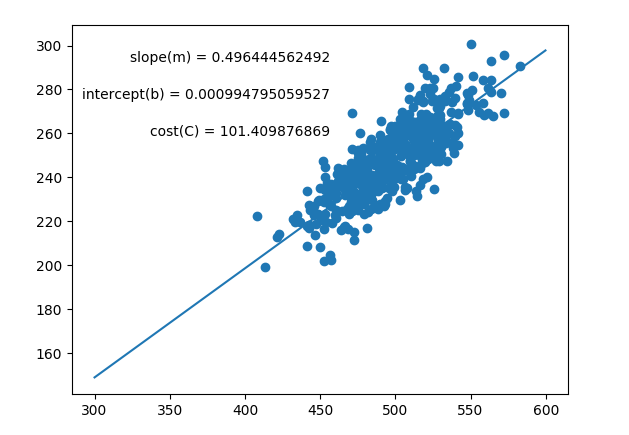 slope(m) = 0.496444562492
intercept(b) = 0.000994795059527
cost(C) = 101.409876869
300
280
260
240
220
200
180
160
300 350 400 450 500 550 600